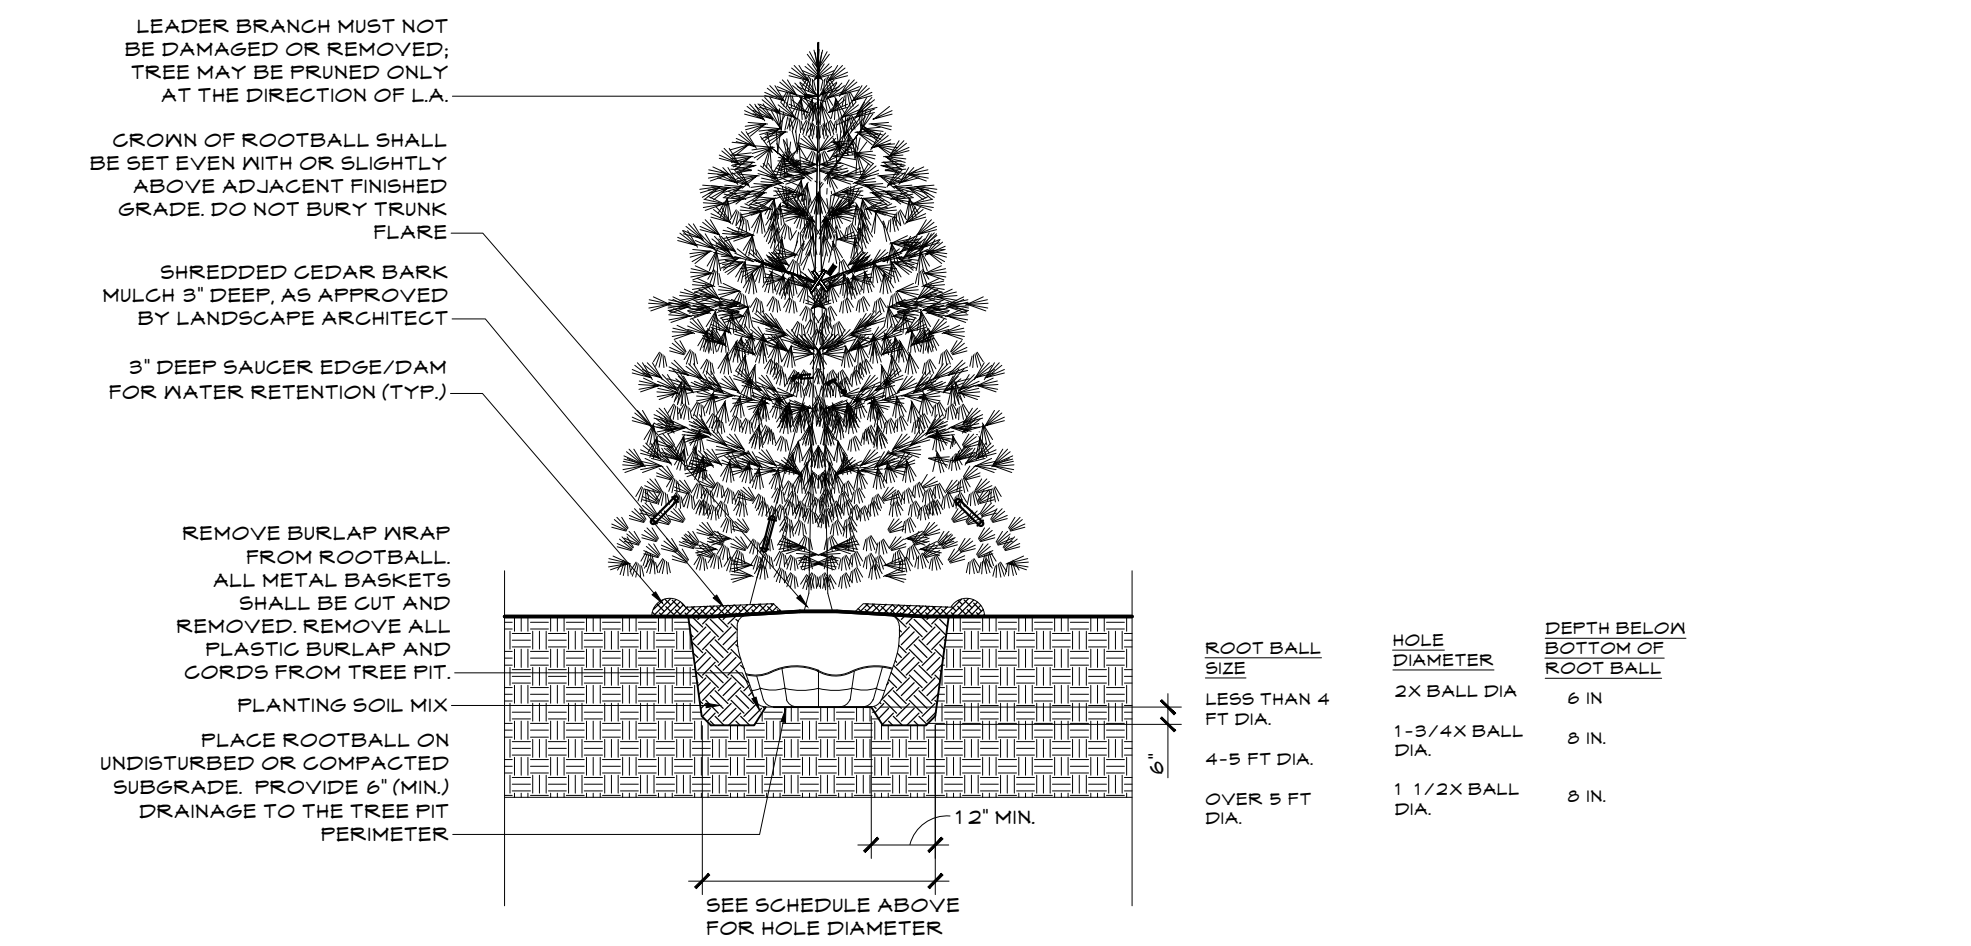 LEADER BRANCH MUST NOT
BE DAMAGED OR REMOVED;
TREE MAY BE PRUNED ONLY
AT THE DIRECTION OF L.A.
CROWN OF ROOTBALL SHALL
BE SET EVEN WITH OR SLIGHTLY
ABOVE ADJACENT FINISHED
GRADE. DO NOT BURY TRUNK
FLARE
SHREDDED CEDAR BARK
MULCH 3" DEEP, AS APPROVED
BY LANDSCAPE ARCHITECT
3" DEEP SAUCER EDGE/DAM
FOR WATER RETENTION (TYP.)
REMOVE BURLAP WRAP
FROM ROOTBALL.
ALL METAL BASKETS
SHALL BE CUT AND
REMOVED. REMOVE ALL
PLASTIC BURLAP AND
CORDS FROM TREE PIT.
PLANTING SOIL MIX
PLACE ROOTBALL ON
UNDISTURBED OR COMPACTED
SUBGRADE. PROVIDE 6" (MIN.)
DRAINAGE TO THE TREE PIT
PERIMETER
6"
12" MIN.
SEE SCHEDULE ABOVE
FOR HOLE DIAMETER
ROOT BALL
SIZE
HOLE
DIAMETER
DEPTH BELOW
BOTTOM OF
ROOT BALL
LESS THAN 4
FT DIA.
2X BALL DIA
6 IN
4-5 FT DIA.
1-3/4X BALL
DIA.
8 IN.
OVER 5 FT
DIA.
1 1/2X BALL
DIA.
8 IN.